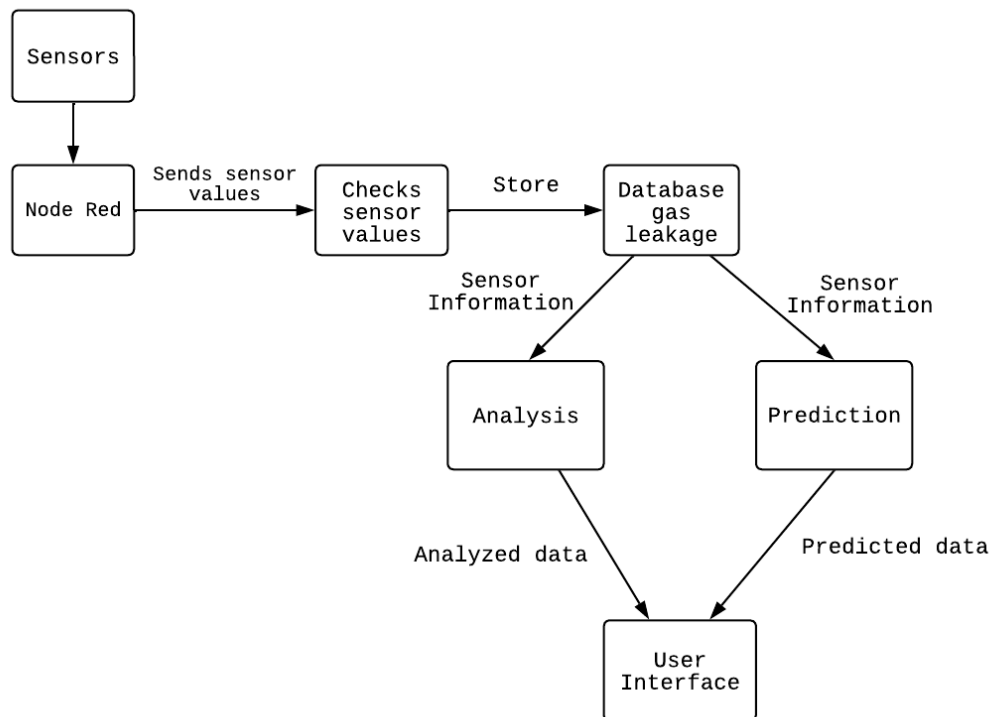 Sensors
Sends sensor
values
Node Red
Checks
sensor
values
Store
Database
gas
leakage
Sensor
Information
Sensor
Information
Analysis
Prediction
Analyzed data
Predicted data
User
Interface